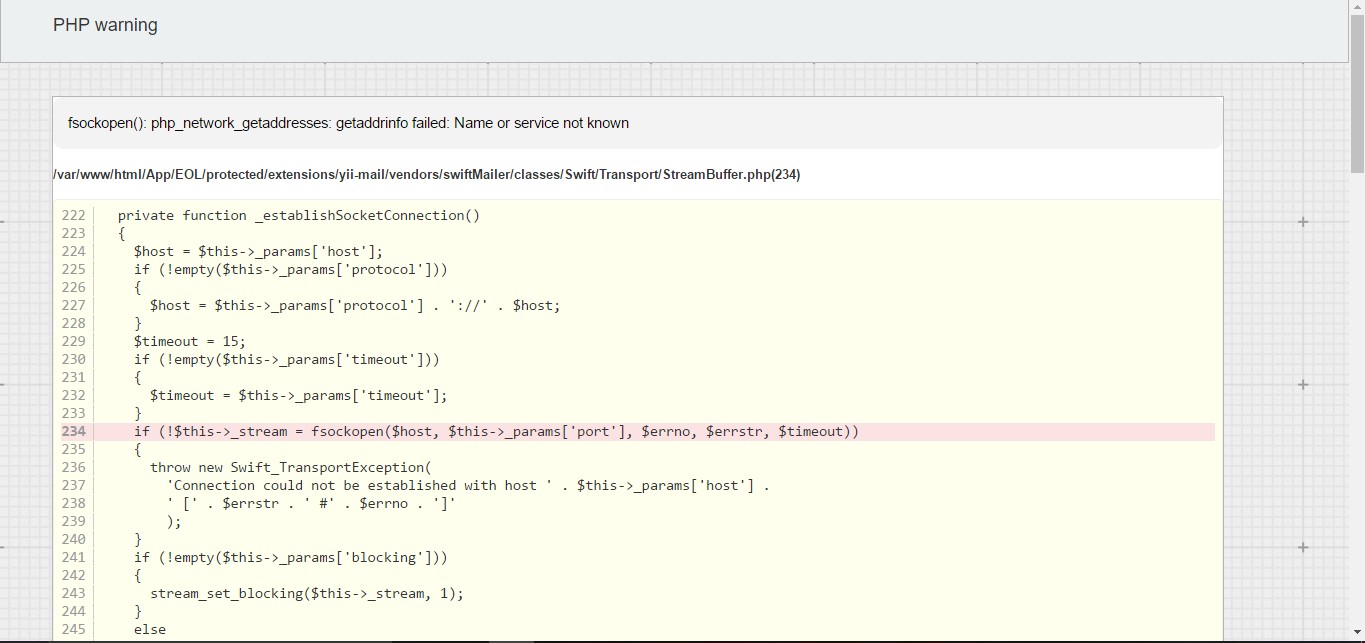 PHP warning
fsockopen(): php_network_getaddresses: getaddrinfo failed: Name or service not known
/var/www/html/App/EOL/protected/extensions/yii-mail/vendors/swiftMailer/classes/Swift/Transport/StreamBuffer.php(234)
222 private function _establishSocketConnection()
223 {
224 $host = $this->_params['host'];
225 if (!empty($this->_params['protocol']))
226 {
227 $host = $this->_params['protocol'] . '://' . $host;
228 }
229 $timeout = 15;
230 if (!empty($this->_params['timeout']))
231 {
232 $timeout = $this->_params['timeout'];
233 }
234 if (!$this->_stream = fsockopen($host, $this->_params['port'], $errno, $errstr, $timeout))
235 {
236 throw new Swift_TransportException(
237 'Connection could not be established with host ' . $this->_params['host'] .
238 ' [' . $errstr . ' #' . $errno . ']'
239 );
240 }
241 if (!empty($this->_params['blocking']))
242 {
243 stream_set_blocking($this->_stream, 1);
244 }
245 else